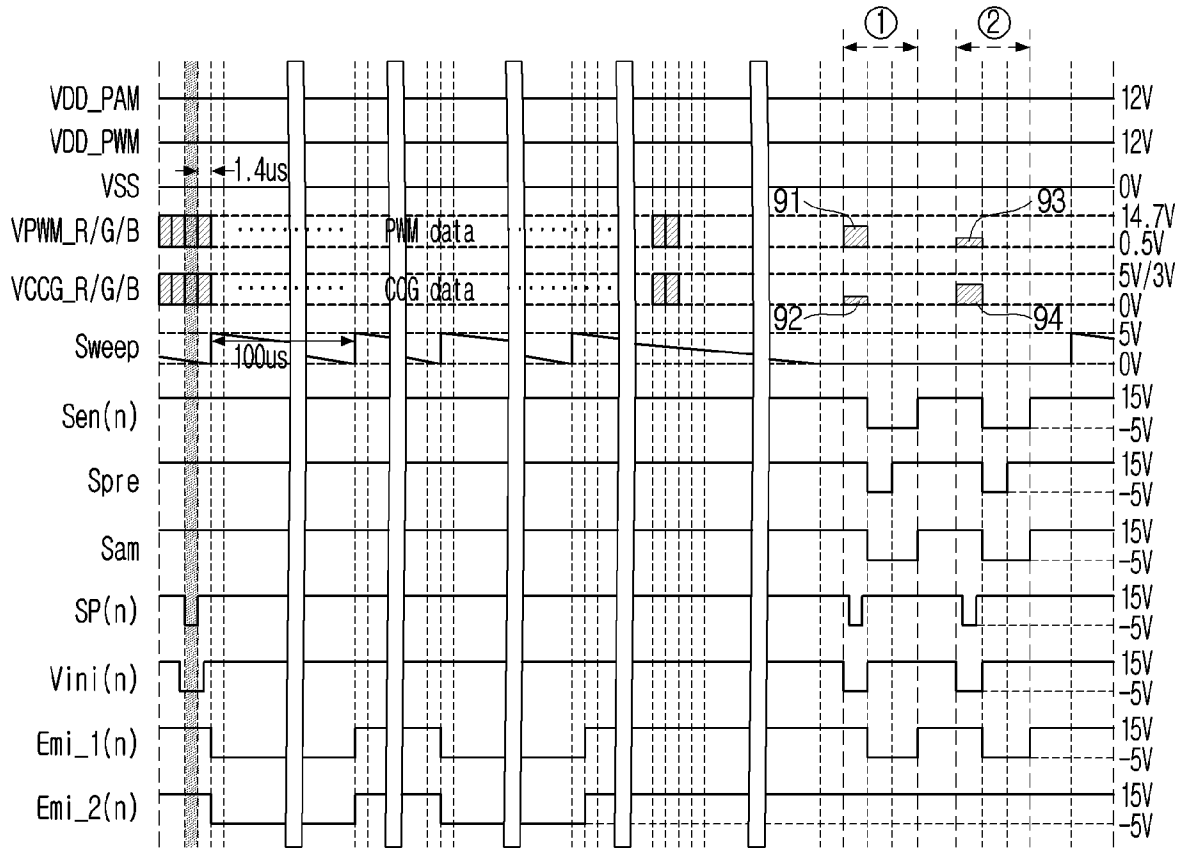 ① ②
VDD_PAM 12V
VDD_PWM 12V
1.4us
VSS 0V
91 93
14.7V
VPWM_R/G/B PWM data
0.5V
5V/3V
VCCG_R/G/B CCG data
0V
92 94
5V
Sweep
100us 0V
15V
Sen(n)
-5V
15V
Spre
-5V
15V
Sam
-5V
15V
SP(n)
-5V
15V
Vini(n)
-5V
15V
Emi_1(n)
-5V
15V
Emi_2(n)
-5V